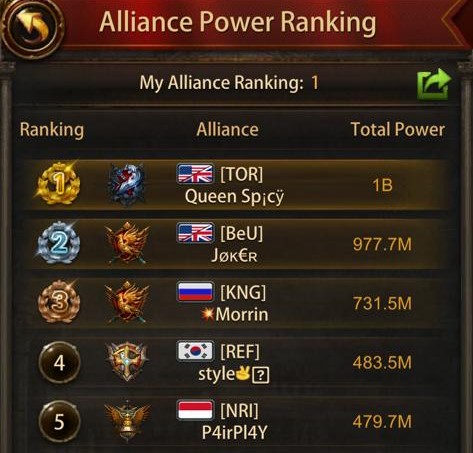 Alliance Power Ranking
My Alliance Ranking: 1
Ranking Alliance Total Power
1 [TOR] 1B
Queen Sp¡cÿ
2 [BeU] 977.7M
Jøĸ€ʀ
3 [KNG] 731.5M
💥Morrin
4 [REF] 483.5M
style✌️⍰
5 [NRI] 479.7M
P4irPl4Y